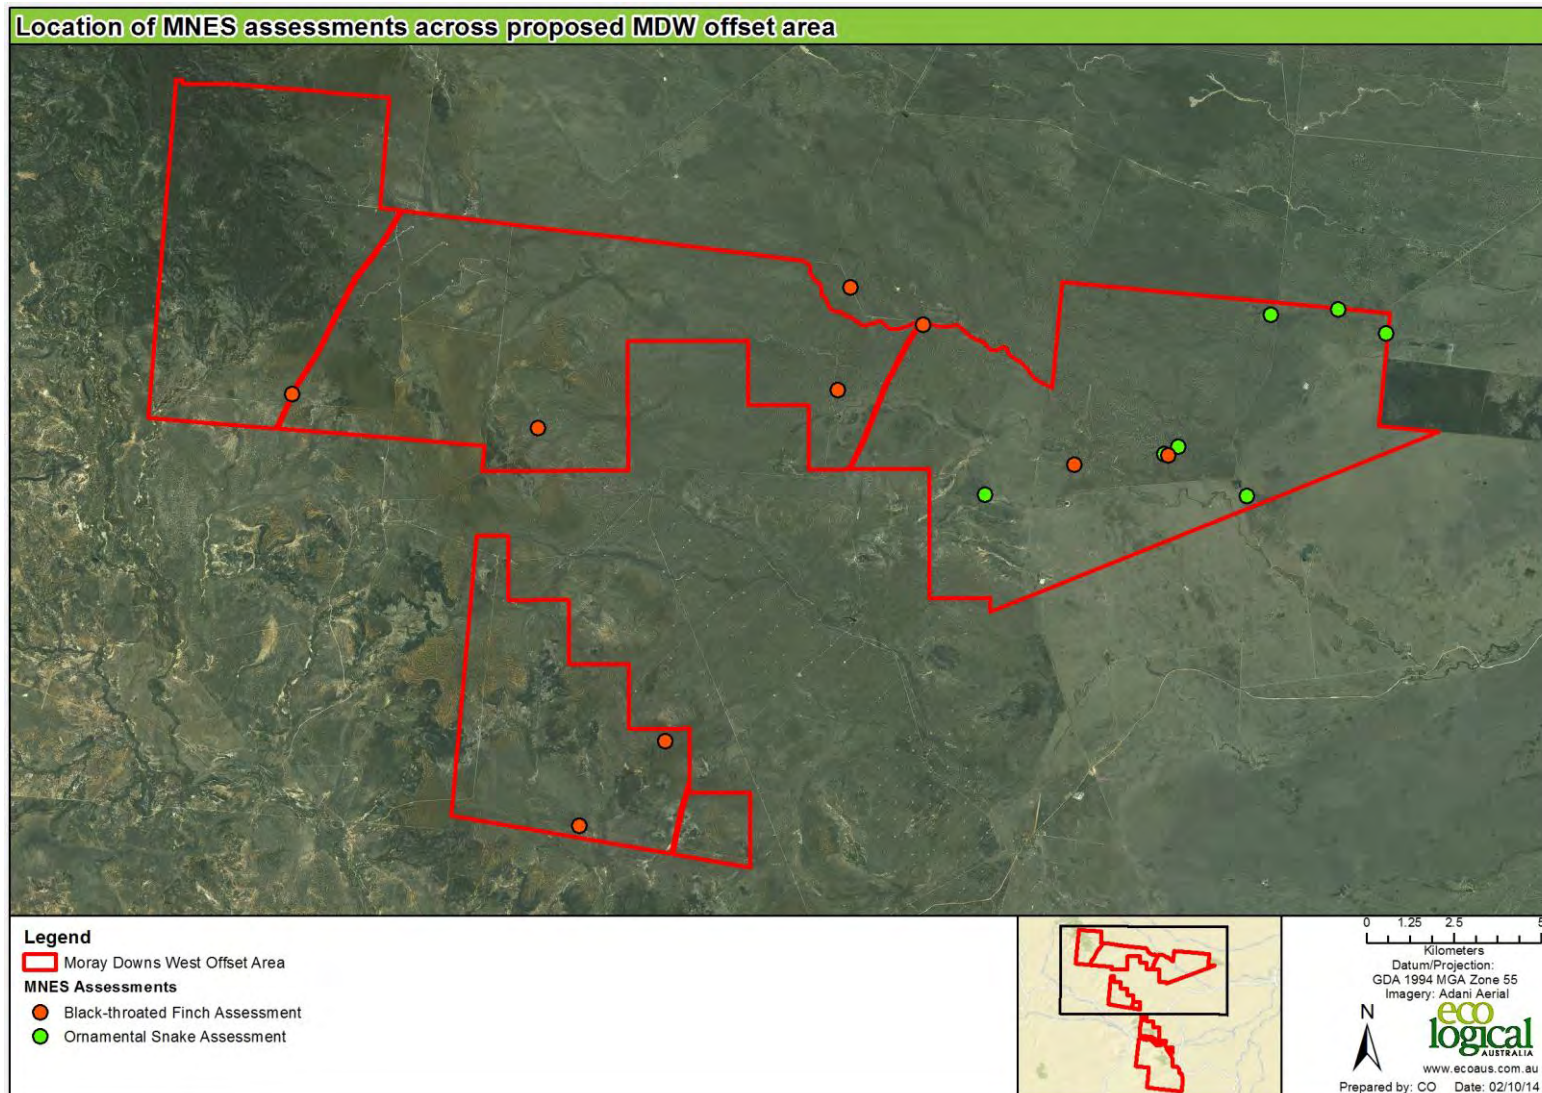 Location of MNES assessments across proposed MDW offset area
Legend
Moray Downs West Offset Area
MNES Assessments
Black-throated Finch Assessment
Ornamental Snake Assessment
0 1.25 2.5 5
Kilometers
Datum/Projection:
GDA 1994 MGA Zone 55
Imagery: Adani Aerial
N
eco
logical
AUSTRALIA
www.ecoaus.com.au
Prepared by: CO Date: 02/10/14